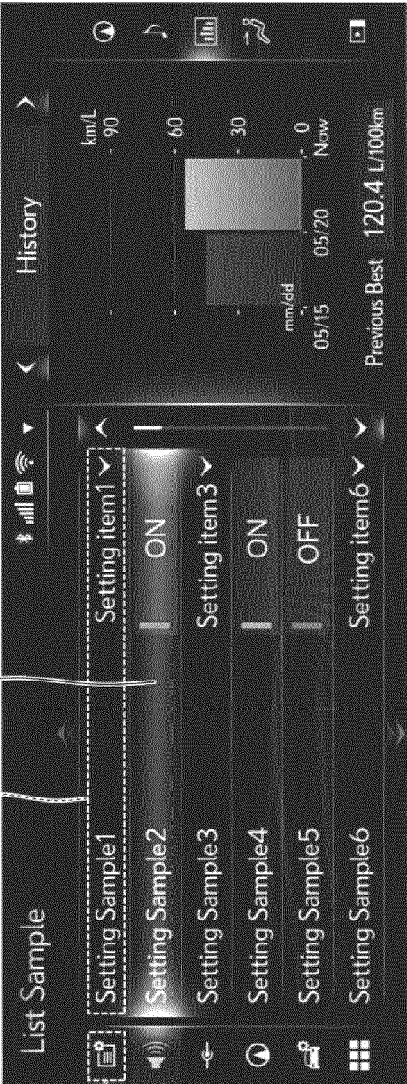 List Sample
Setting Sample1 Setting item1
Setting Sample2 ON
Setting Sample3 Setting item3
Setting Sample4 ON
Setting Sample5 OFF
Setting Sample6 Setting item6
History
km/L
90
60
30
0
mm/dd
05/15 05/20 Now
Previous Best 120.4 L/100km